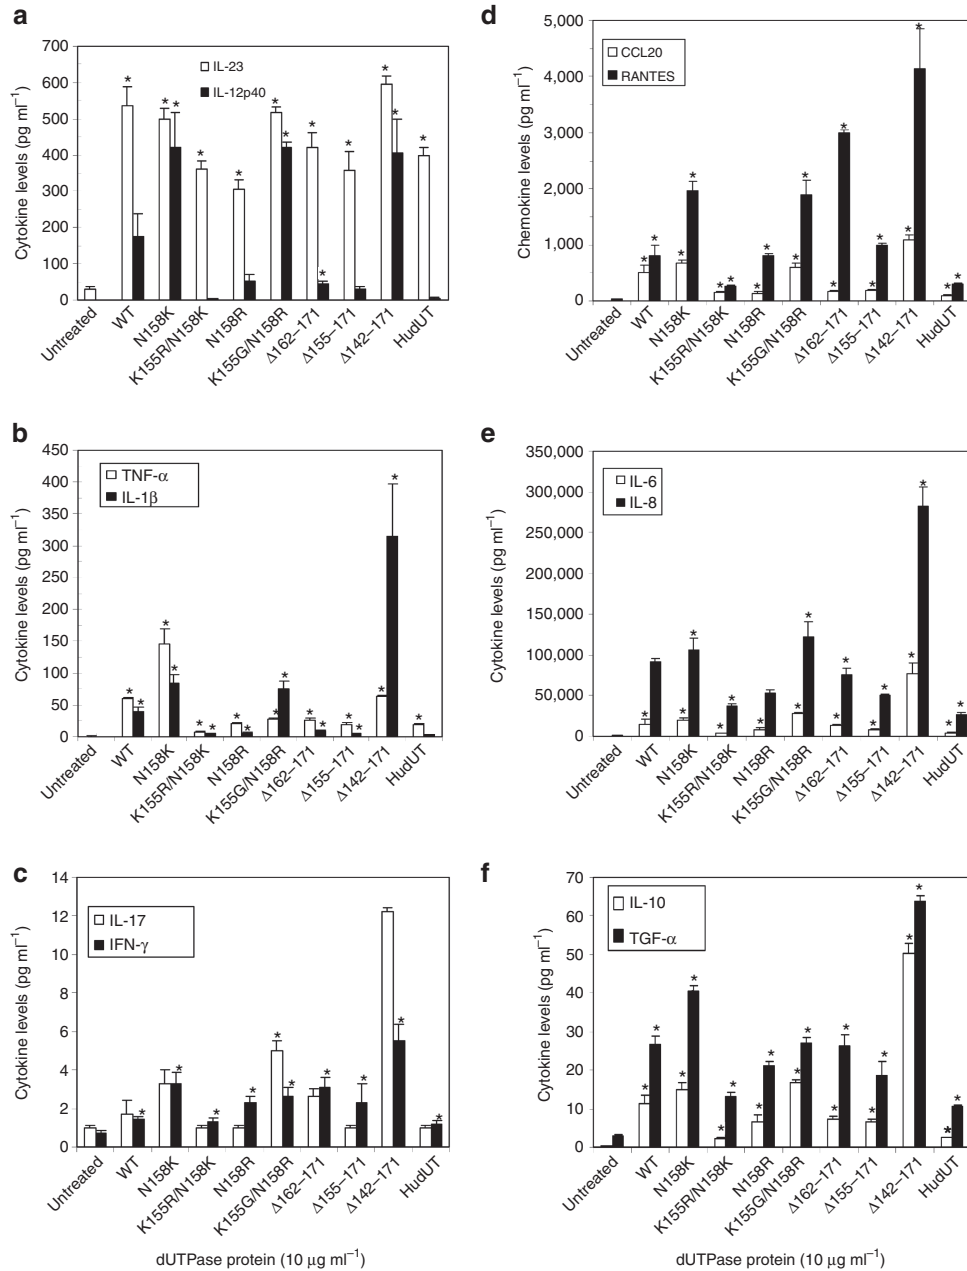 a
700
600
500
400
300
200
100
0
Cytokine levels (pg ml−1)
IL-23
IL-12p40
* * * * * * * * * * * * *
Untreated
WT
N158K
K155R/N158K
N158R
K155G/N158R
Δ162–171
Δ155–171
Δ142–171
HudUT
b
450
400
350
300
250
200
150
100
50
0
Cytokine levels (pg ml−1)
TNF-α
IL-1β
* * * * * * * * * * * * * * * * *
Untreated
WT
N158K
K155R/N158K
N158R
K155G/N158R
Δ162–171
Δ155–171
Δ142–171
HudUT
c
14
12
10
8
6
4
2
0
Cytokine levels (pg ml−1)
IL-17
IFN-γ
* * * * * * * * * *
Untreated
WT
N158K
K155R/N158K
N158R
K155G/N158R
Δ162–171
Δ155–171
Δ142–171
HudUT
dUTPase protein (10 μg ml−1)
d
5,000
4,000
3,000
2,000
1,000
0
Chemokine levels (pg ml−1)
CCL20
RANTES
* * * * * * * * * * * * * * * * * *
Untreated
WT
N158K
K155R/N158K
N158R
K155G/N158R
Δ162–171
Δ155–171
Δ142–171
HudUT
e
350,000
300,000
250,000
200,000
150,000
100,000
50,000
0
Cytokine levels (pg ml−1)
IL-6
IL-8
* * * * * * * * * * * * * * * *
Untreated
WT
N158K
K155R/N158K
N158R
K155G/N158R
Δ162–171
Δ155–171
Δ142–171
HudUT
f
70
60
50
40
30
20
10
0
Cytokine levels (pg ml−1)
IL-10
TGF-α
* * * * * * * * * * * * * * * * * *
Untreated
WT
N158K
K155R/N158K
N158R
K155G/N158R
Δ162–171
Δ155–171
Δ142–171
HudUT
dUTPase protein (10 μg ml−1)